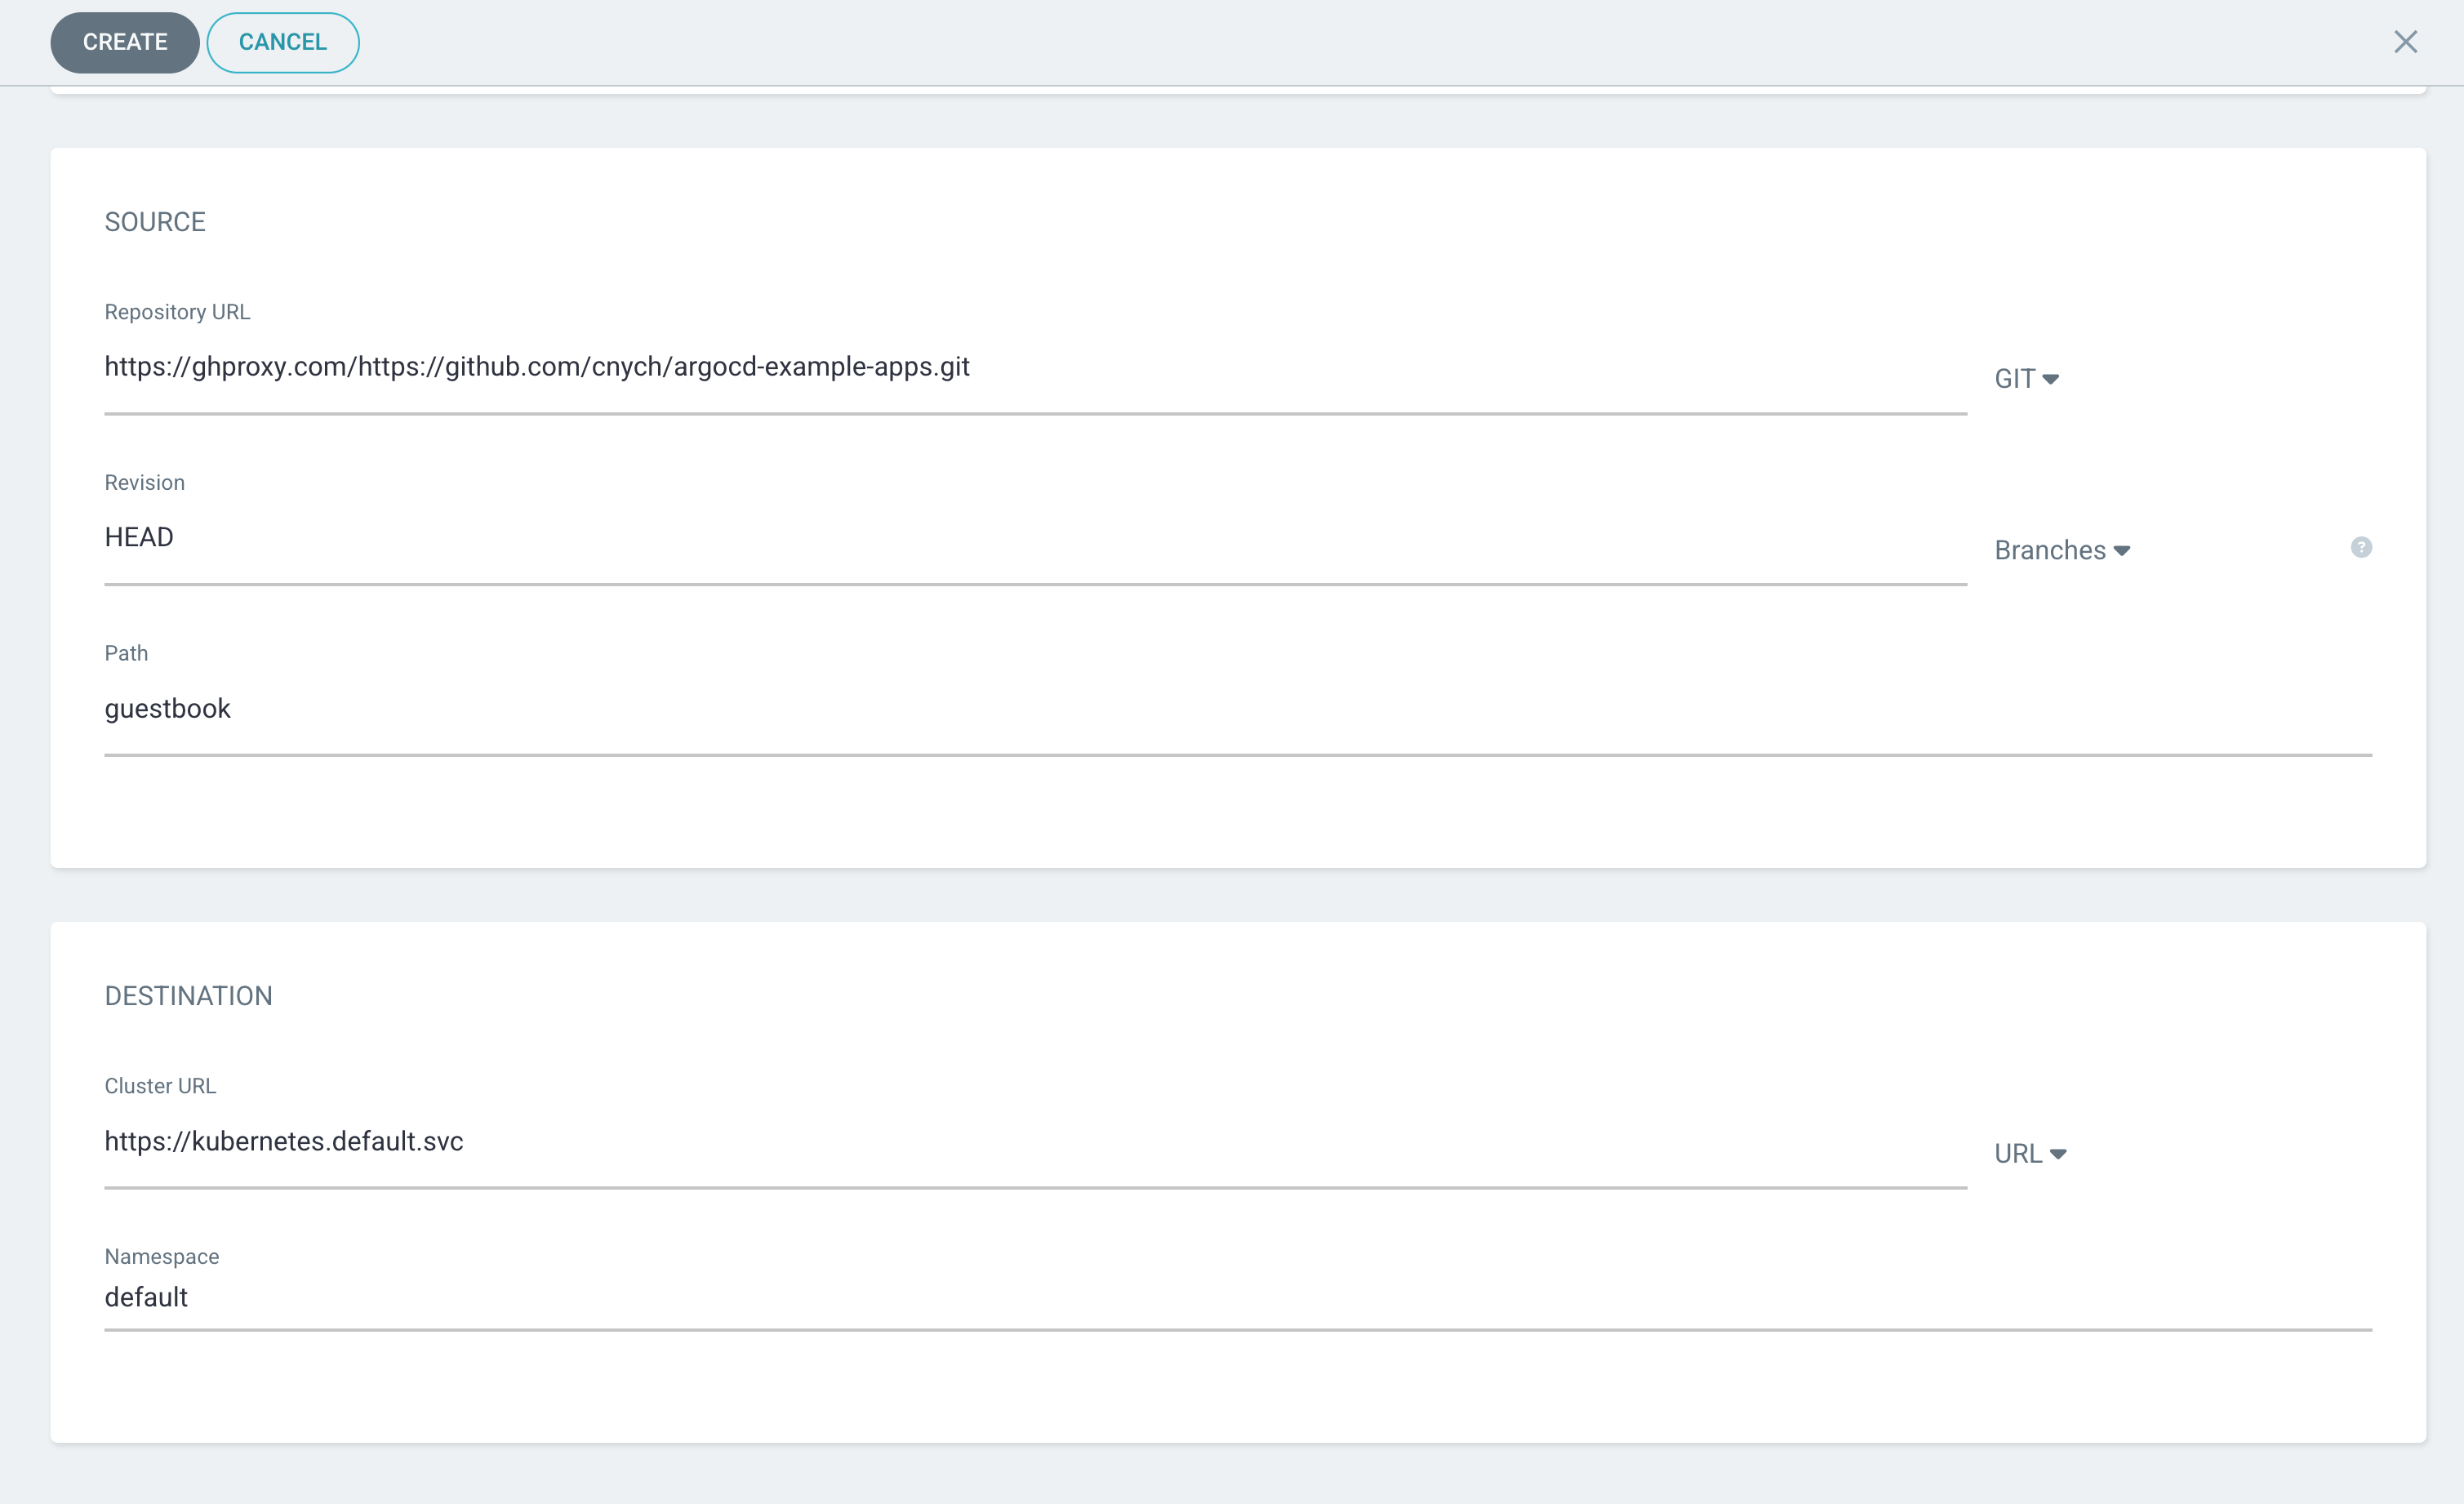 CREATE CANCEL
SOURCE
Repository URL
https://ghproxy.com/https://github.com/cnych/argocd-example-apps.git
GIT
Revision
HEAD
Branches
?
Path
guestbook
DESTINATION
Cluster URL
https://kubernetes.default.svc
URL
Namespace
default